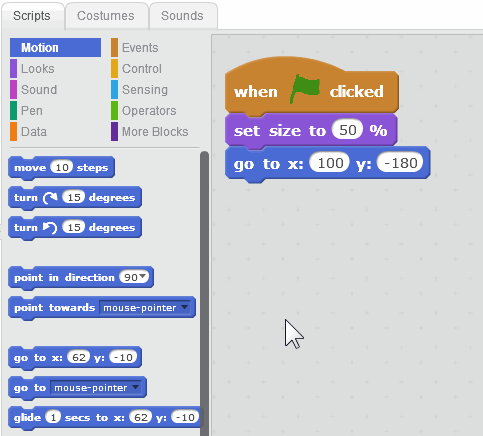 Scripts Costumes Sounds
Motion Events
Looks Control
Sound Sensing
Pen Operators
Data More Blocks
move 10 steps
turn 15 degrees
turn 15 degrees
point in direction 90
point towards mouse-pointer
go to x: 62 y: -10
go to mouse-pointer
glide 1 secs to x: 62 y: -10
when clicked
set size to 50 %
go to x: 100 y: -180